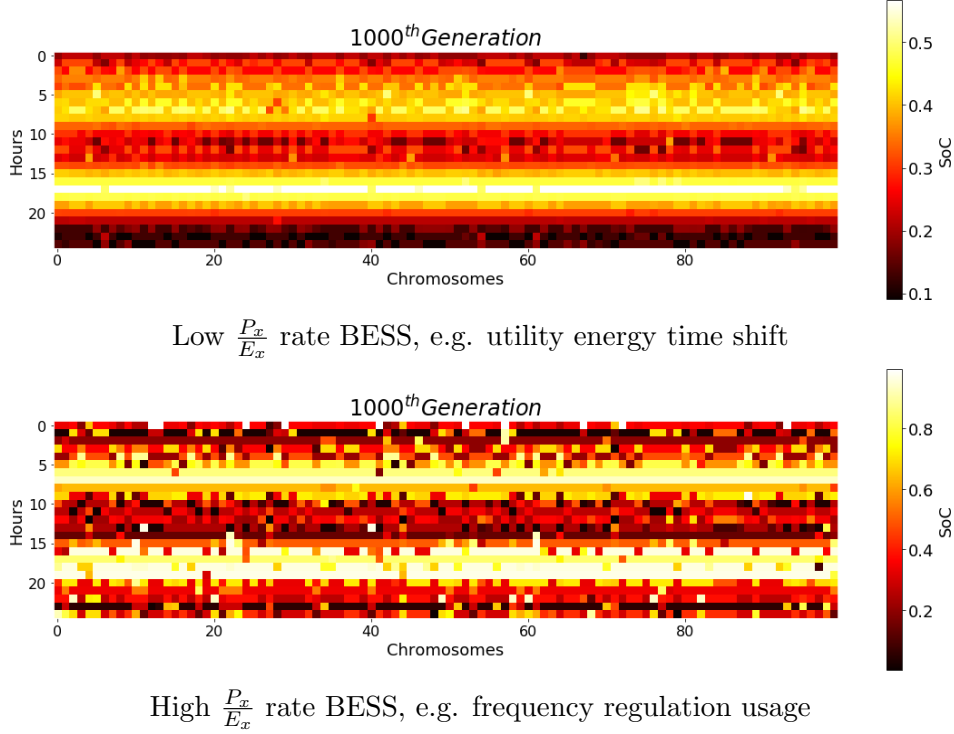 1000^th Generation
0
5
10
15
20
Hours
0 20 40 60 80
Chromosomes
0.5
0.4
0.3
0.2
0.1
SoC
Low P_x/E_x rate BESS, e.g. utility energy time shift
1000^th Generation
0
5
10
15
20
Hours
0 20 40 60 80
Chromosomes
0.8
0.6
0.4
0.2
SoC
High P_x/E_x rate BESS, e.g. frequency regulation usage